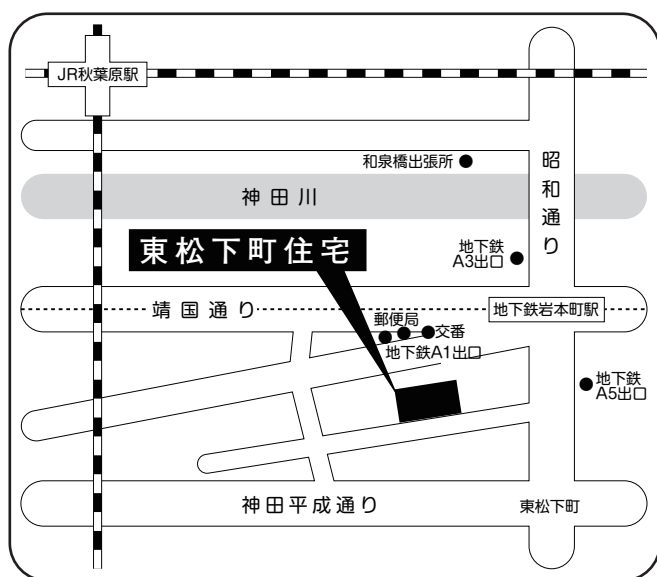 JR秋葉原駅
和泉橋出張所
昭和通り
神田川
東松下町住宅
地下鉄
A3出口
靖国通り
地下鉄岩本町駅
郵便局
交番
地下鉄A1出口
地下鉄
A5出口
神田平成通り
東松下町